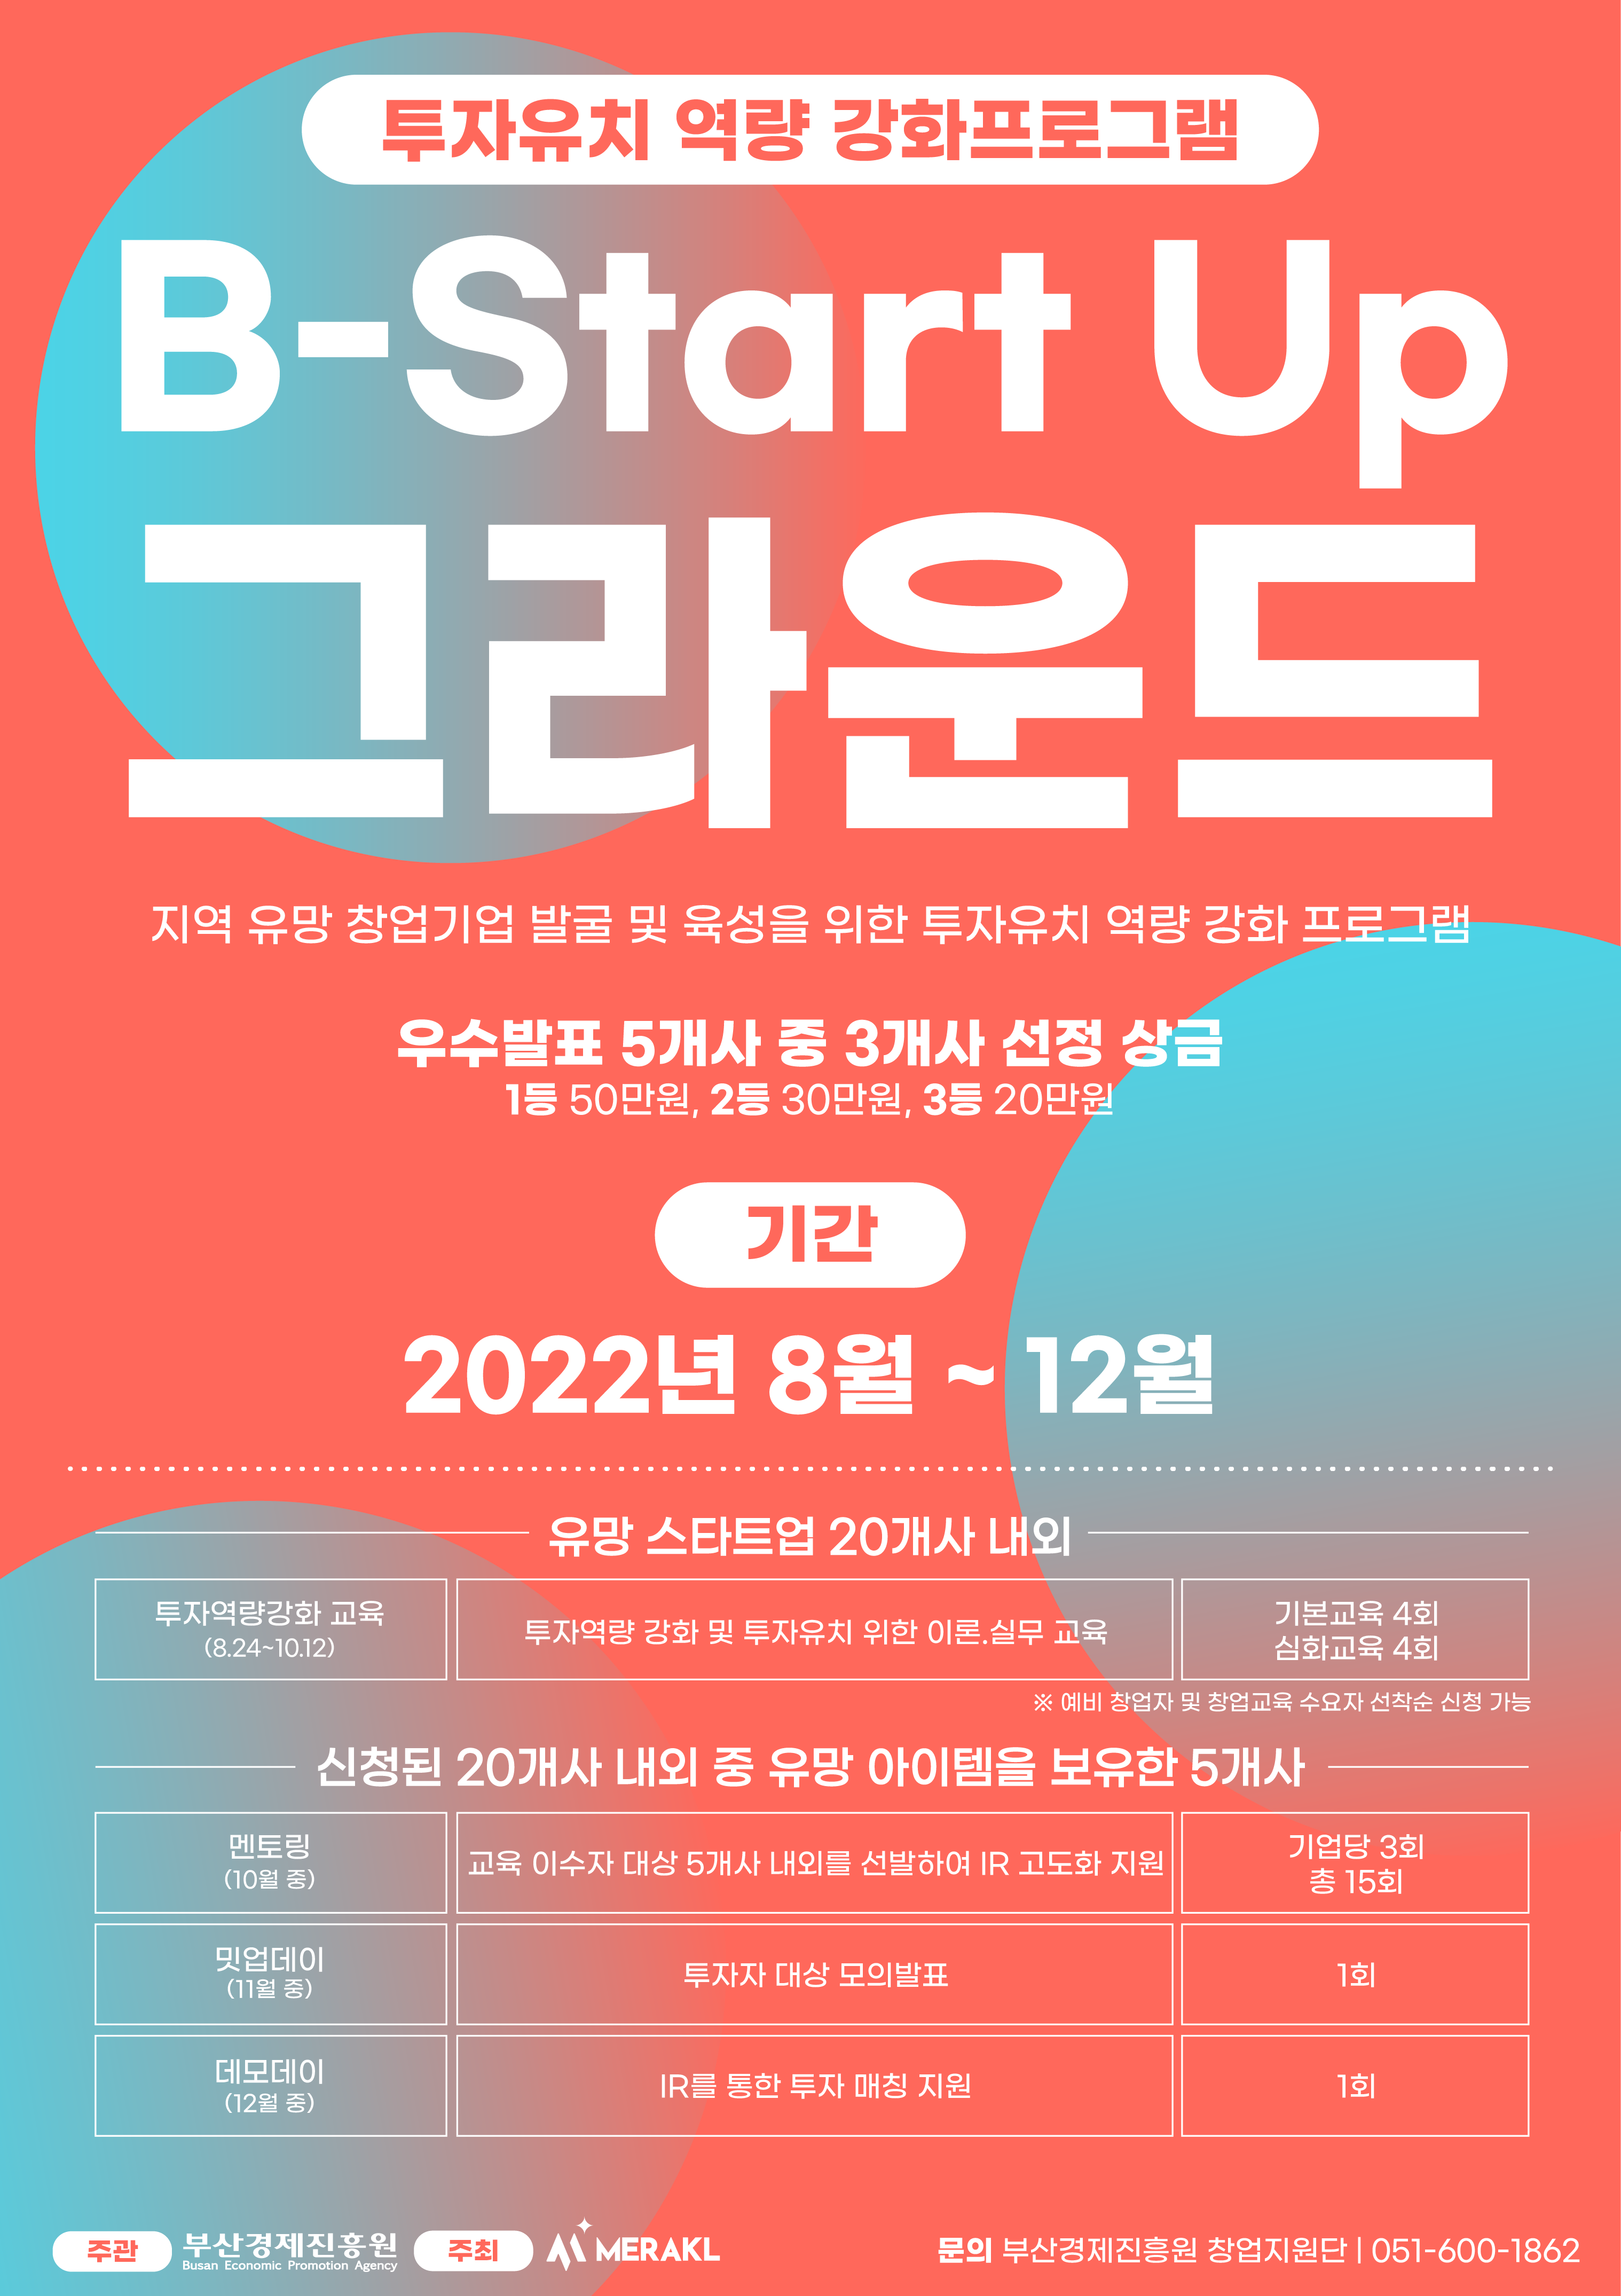 투자유치 역량 강화프로그램
B-Start Up
그라운드
지역 유망 창업기업 발굴 및 육성을 위한 투자유치 역량 강화 프로그램
우수발표 5개사 중 3개사 선정 상금
1등 50만원, 2등 30만원, 3등 20만원
기간
2022년 8월 ~ 12월
유망 스타트업 20개사 내외
투자역량강화 교육
(8.24~10.12)
투자역량 강화 및 투자유치 위한 이론.실무 교육
기본교육 4회
심화교육 4회
※ 예비 창업자 및 창업교육 수요자 선착순 신청 가능
신청된 20개사 내외 중 유망 아이템을 보유한 5개사
멘토링
(10월 중)
교육 이수자 대상 5개사 내외를 선발하여 IR 고도화 지원
기업당 3회
총 15회
밋업데이
(11월 중)
투자자 대상 모의발표
1회
데모데이
(12월 중)
IR를 통한 투자 매칭 지원
1회
주관 부산경제진흥원
Busan Economic Promotion Agency
주최 MERAKL
문의 부산경제진흥원 창업지원단 | 051-600-1862